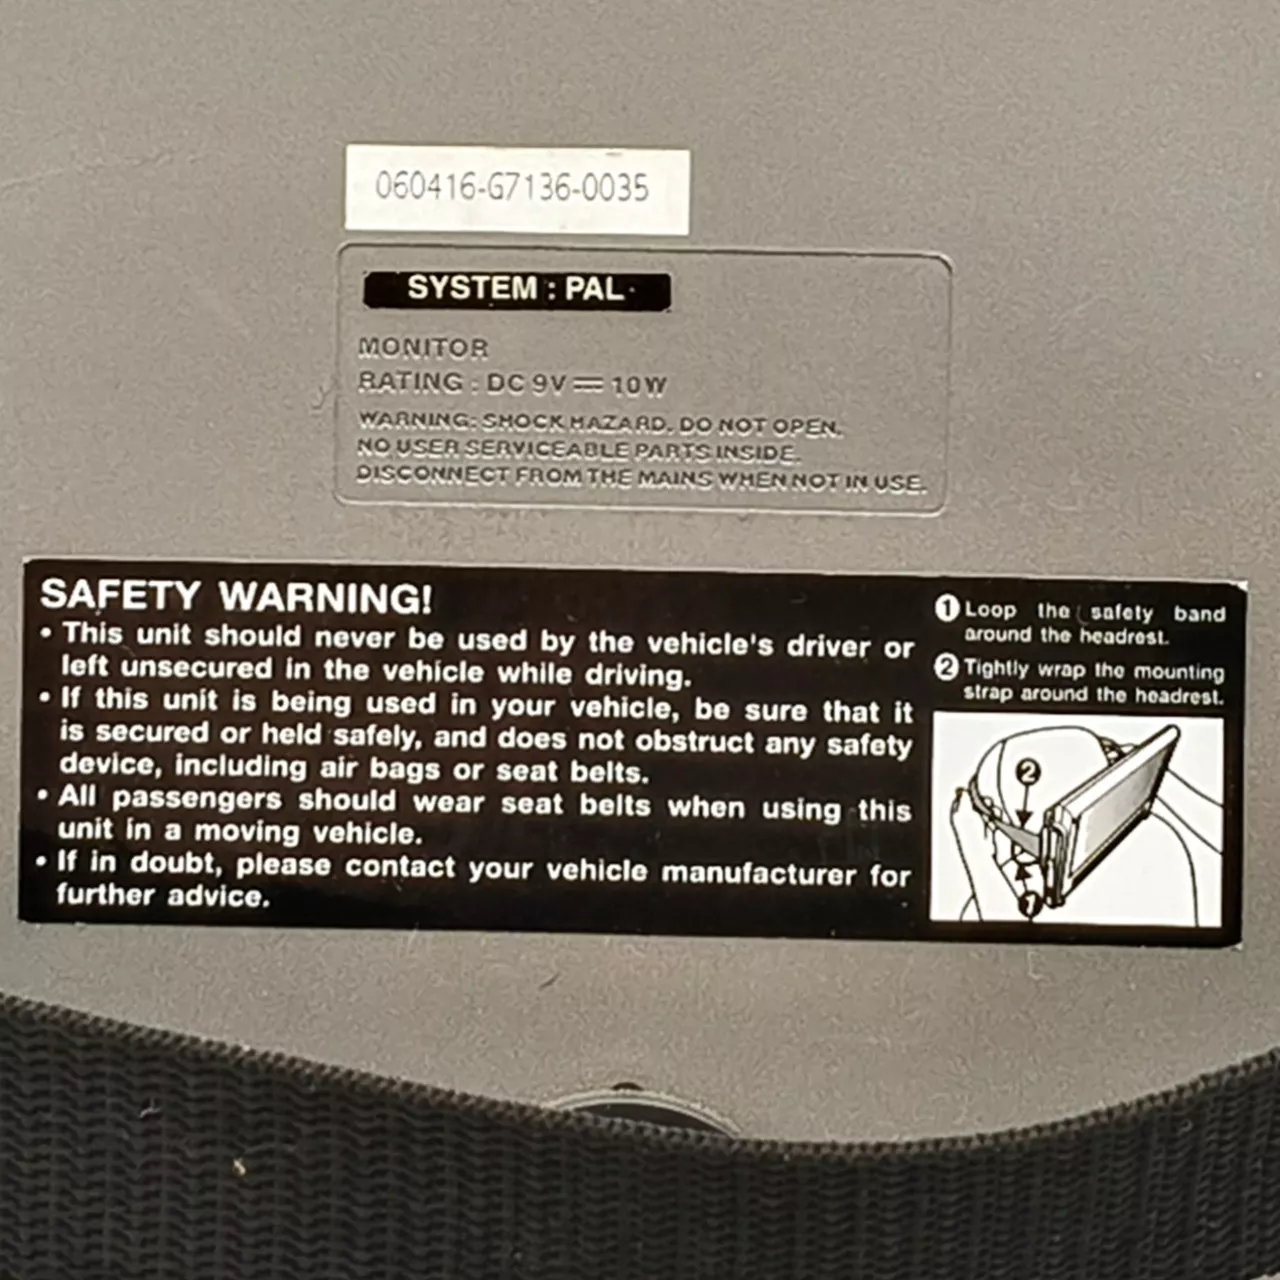 060416-G7136-0035
SYSTEM : PAL
MONITOR
RATING : DC 9V ⎓ 10W
WARNING: SHOCK HAZARD. DO NOT OPEN.
NO USER SERVICEABLE PARTS INSIDE.
DISCONNECT FROM THE MAINS WHEN NOT IN USE.
SAFETY WARNING!
• This unit should never be used by the vehicle's driver or
left unsecured in the vehicle while driving.
• If this unit is being used in your vehicle, be sure that it
is secured or held safely, and does not obstruct any safety
device, including air bags or seat belts.
• All passengers should wear seat belts when using this
unit in a moving vehicle.
• If in doubt, please contact your vehicle manufacturer for
further advice.
1 Loop the safety band
around the headrest.
2 Tightly wrap the mounting
strap around the headrest.
2
1